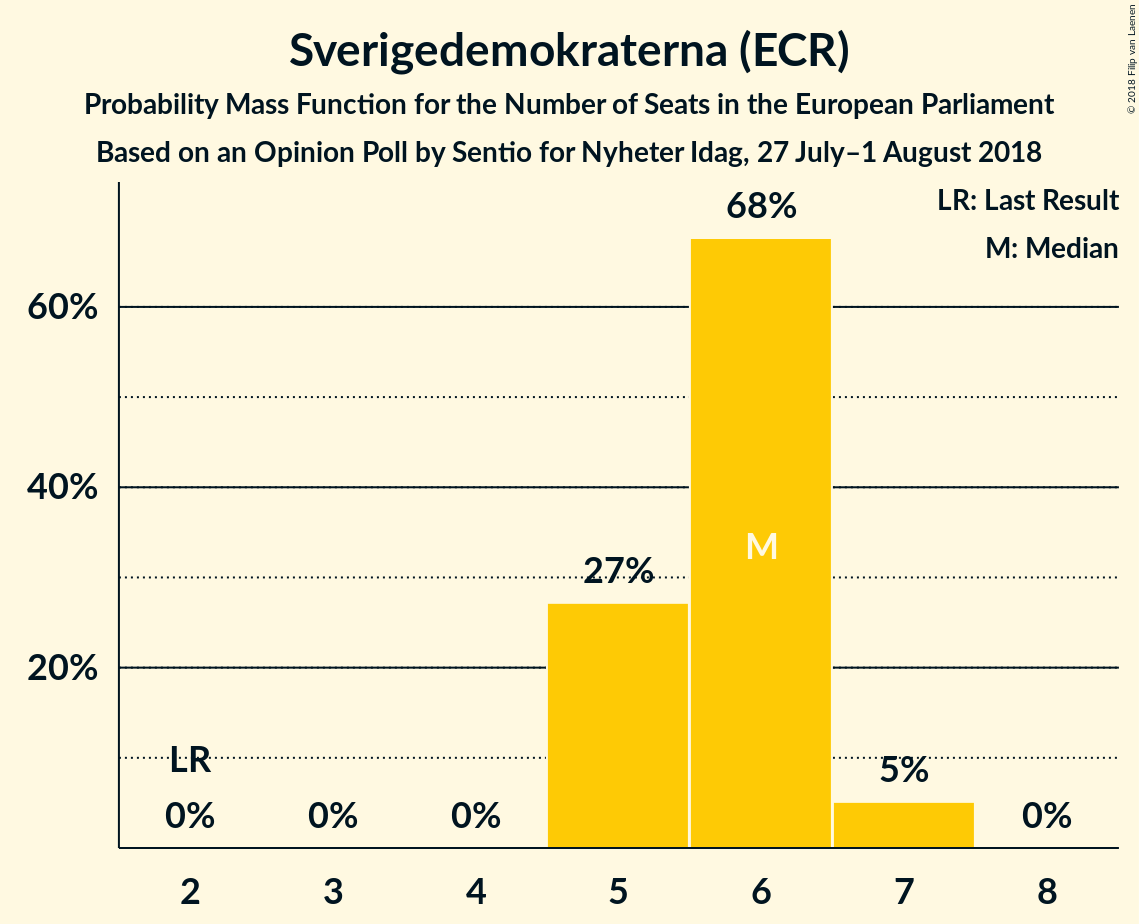 Sverigedemokraterna (ECR)
Probability Mass Function for the Number of Seats in the European Parliament
Based on an Opinion Poll by Sentio for Nyheter Idag, 27 July–1 August 2018
© 2018 Filip van Laenen
LR: Last Result
M: Median
60%
40%
20%
LR
0%
0%
0%
27%
68%
M
5%
0%
2 3 4 5 6 7 8